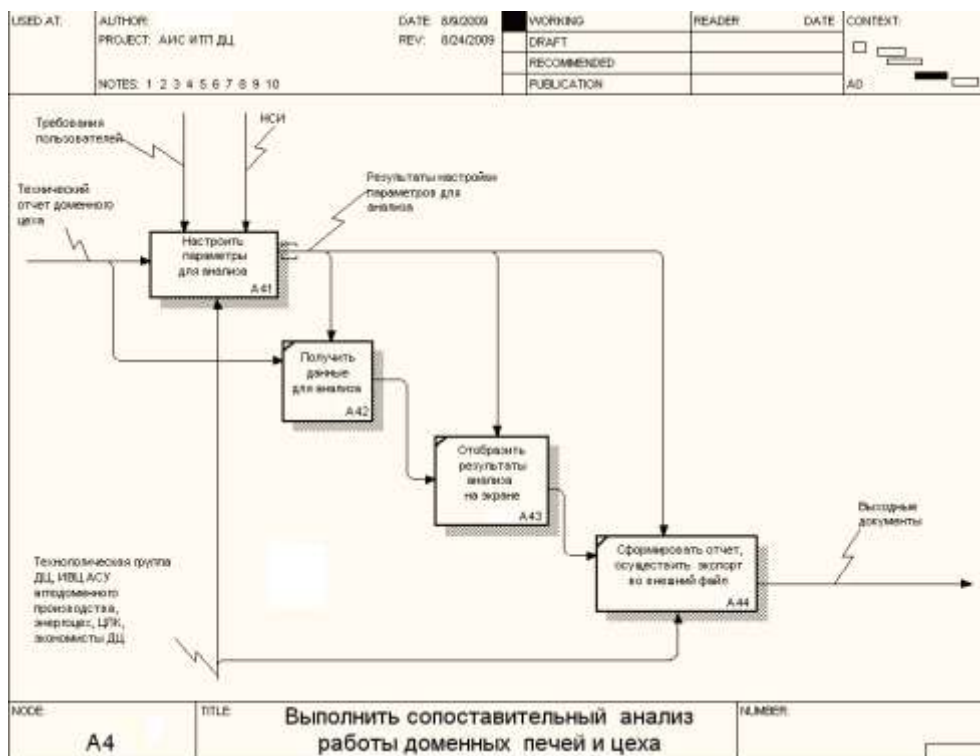 USED AT:
AUTHOR:
DATE: 8/9/2009
WORKING
READER
DATE
CONTEXT:
PROJECT: АИС ИТП ДЦ
REV: 8/24/2009
DRAFT
RECOMMENDED
NOTES: 1 2 3 4 5 6 7 8 9 10
PUBLICATION
A0
Требования
пользователей
НСИ
Технический
отчет доменного
цеха
Результаты настройки
параметров для
анализа
Настроить
параметры
для анализа
A41
Получить
данные
для анализа
A42
Отобразить
результаты
анализа
на экране
A43
Выходные
документы
Сформировать отчет,
осуществить экспорт
во внешний файл
A44
Технологическая группа
ДЦ, ИВЦ АСУ
производства,
энергоцех, ЦЛК,
экономисты ДЦ
NODE:
A4
TITLE:
Выполнить сопоставительный анализ
работы доменных печей и цеха
NUMBER: